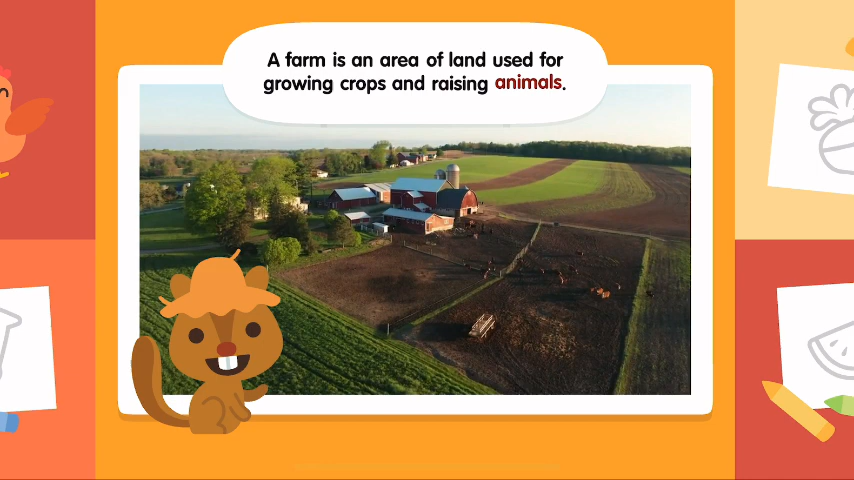 A farm is an area of land used for
growing crops and raising animals.